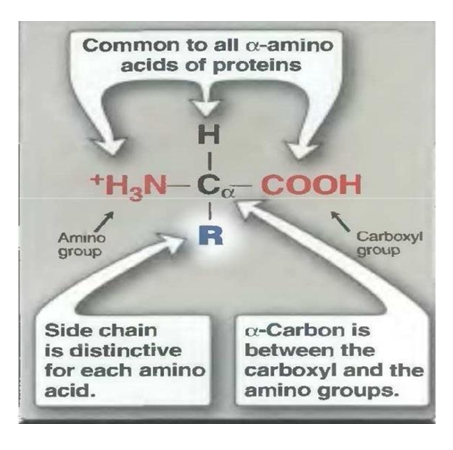 Common to all α-amino
acids of proteins
H
⁺H₃N–Cα–COOH
R
Amino
group
Carboxyl
group
Side chain
is distinctive
for each amino
acid.
α-Carbon is
between the
carboxyl and the
amino groups.